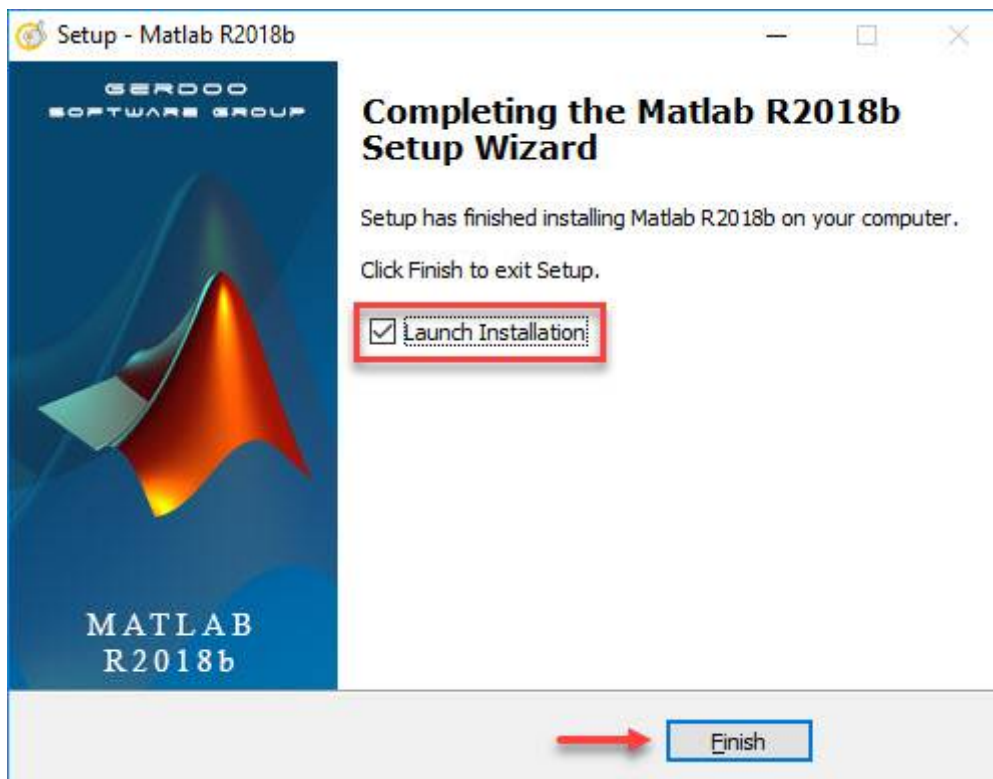 Setup - Matlab R2018b
GERDOO
SOFTWARE GROUP
Completing the Matlab R2018b
Setup Wizard
Setup has finished installing Matlab R2018b on your computer.
Click Finish to exit Setup.
Launch Installation
MATLAB
R2018b
Finish